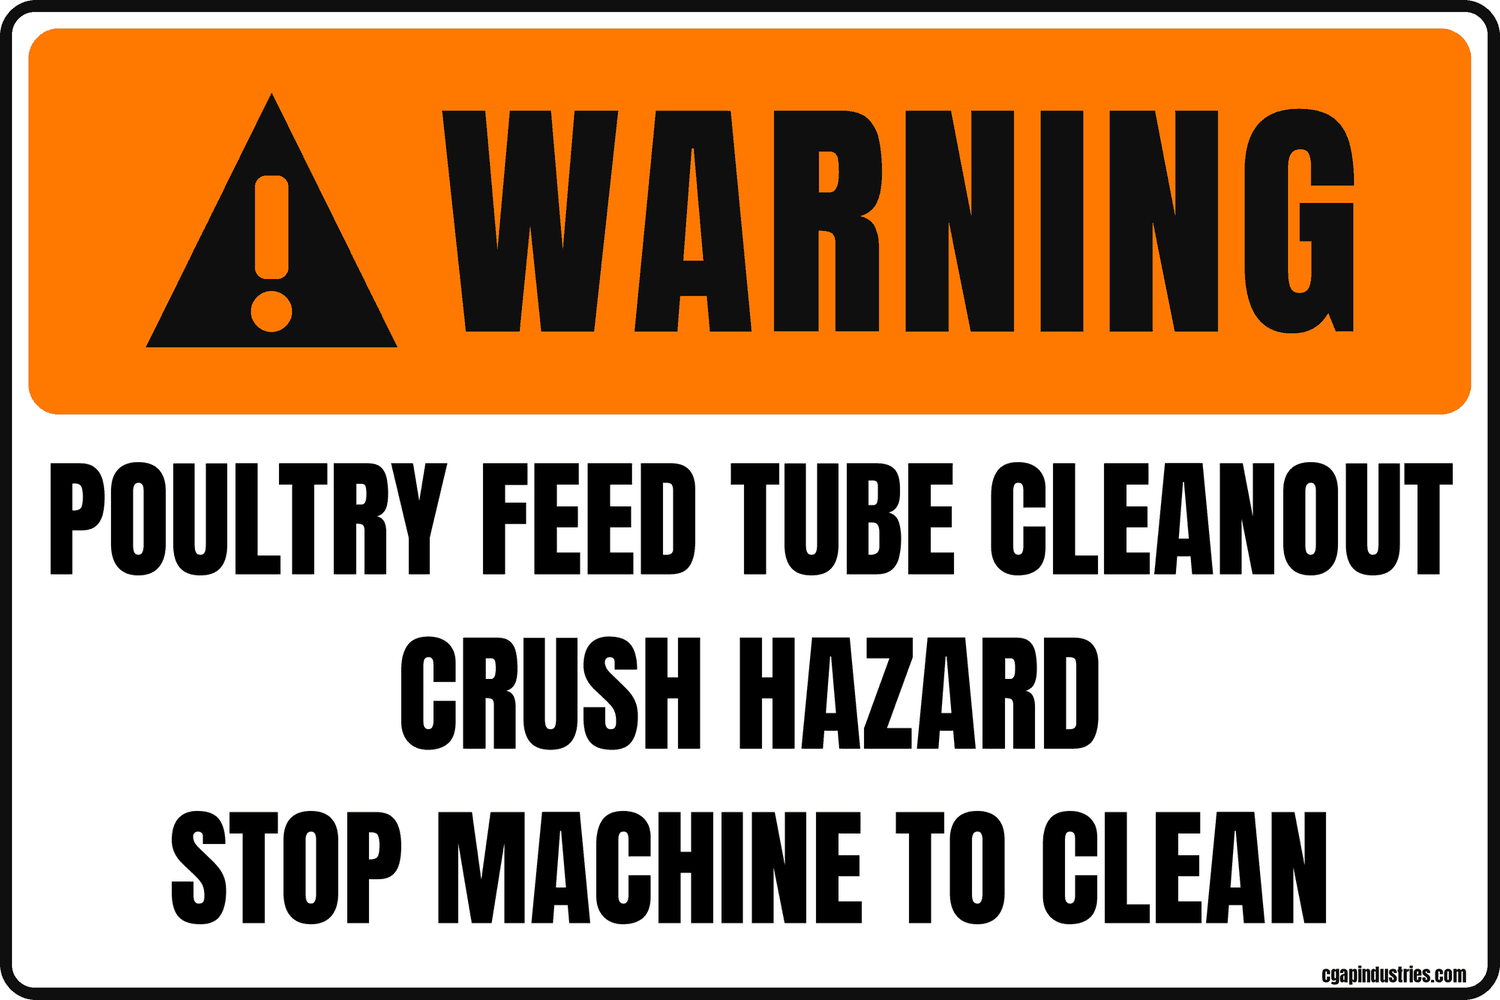 WARNING
POULTRY FEED TUBE CLEANOUT
CRUSH HAZARD
STOP MACHINE TO CLEAN
cgapindustries.com